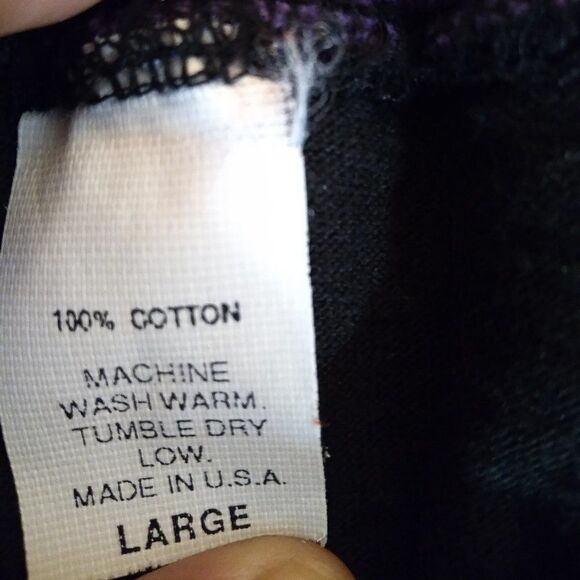 100% COTTON
MACHINE
WASH WARM.
TUMBLE DRY
LOW.
MADE IN U.S.A.
LARGE